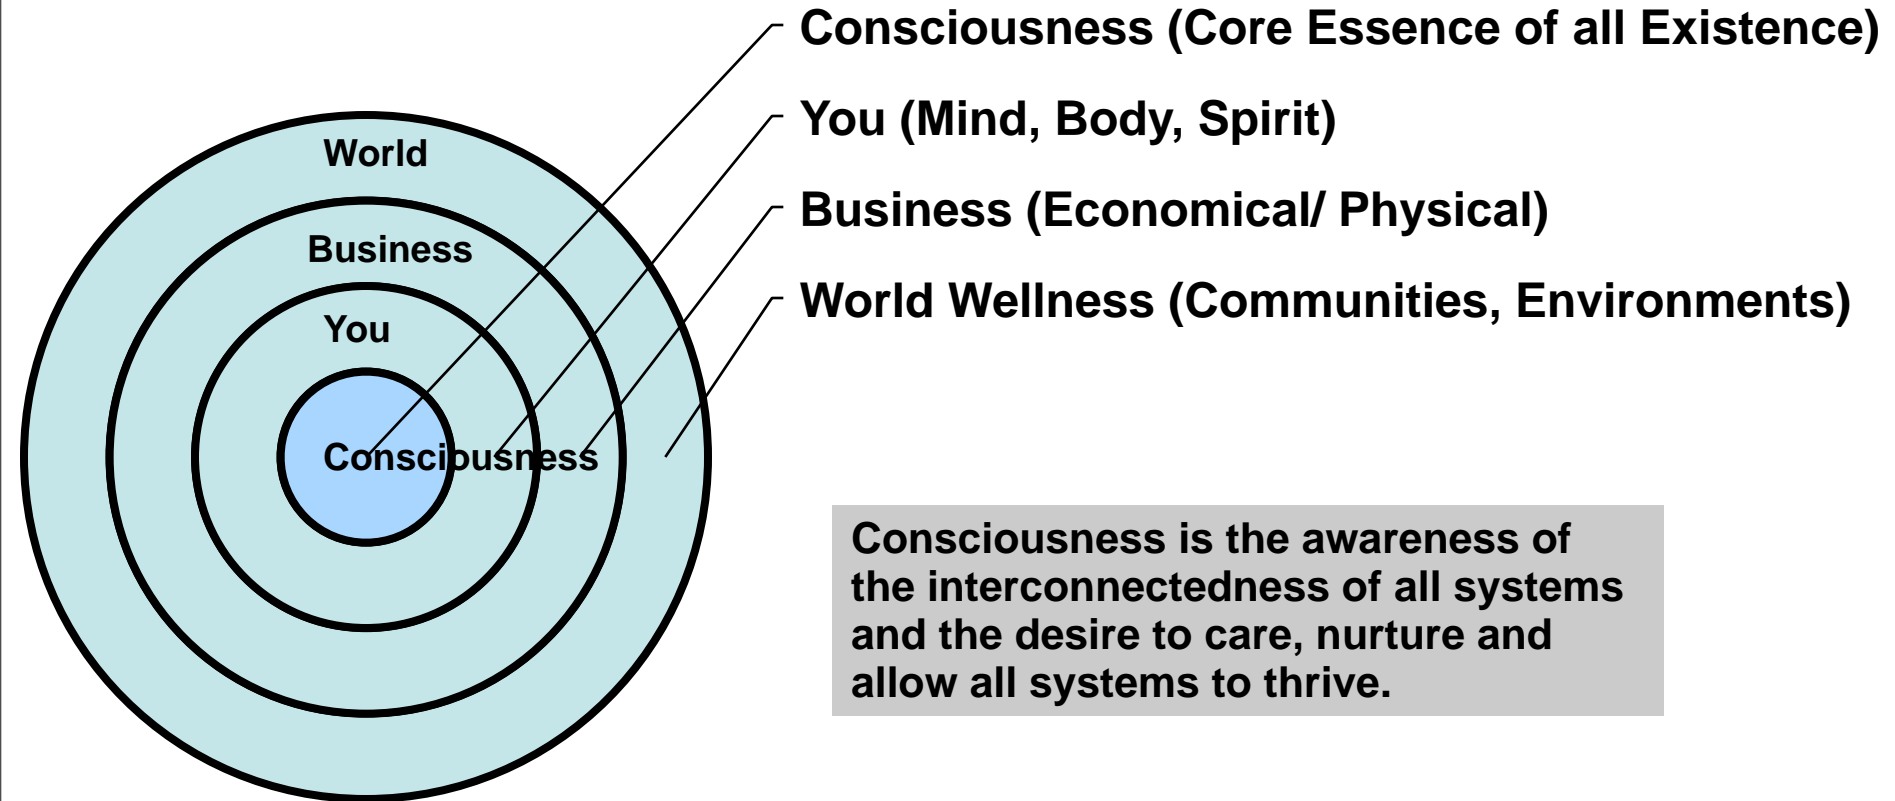 Consciousness (Core Essence of all Existence)
You (Mind, Body, Spirit)
Business (Economical/ Physical)
World Wellness (Communities, Environments)
World
Business
You
Consciousness
Consciousness is the awareness of
the interconnectedness of all systems
and the desire to care, nurture and
allow all systems to thrive.